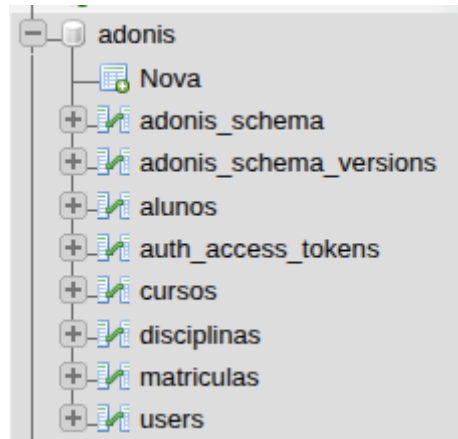 adonis
Nova
adonis_schema
adonis_schema_versions
alunos
auth_access_tokens
cursos
disciplinas
matriculas
users